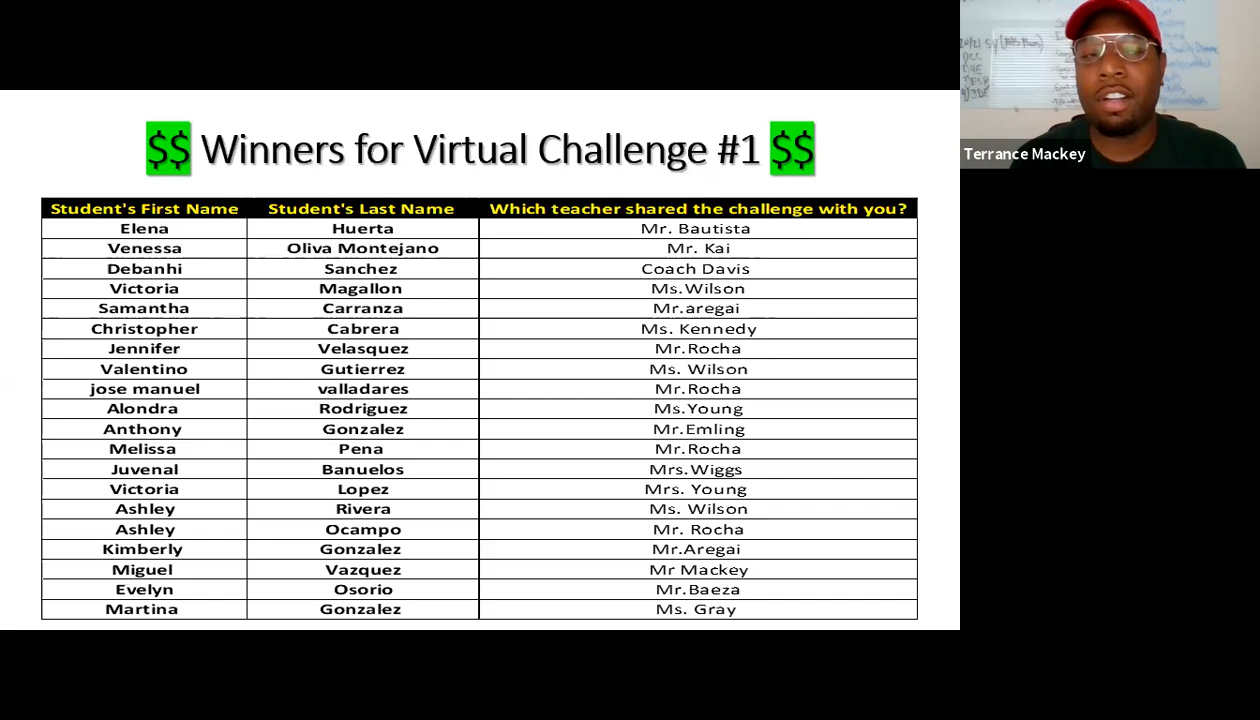 $$ Winners for Virtual Challenge #1 $$
Student's First Name Student's Last Name Which teacher shared the challenge with you?
Elena Huerta Mr. Bautista
Venessa Oliva Montejano Mr. Kai
Debanhi Sanchez Coach Davis
Victoria Magallon Ms.Wilson
Samantha Carranza Mr.aregai
Christopher Cabrera Ms. Kennedy
Jennifer Velasquez Mr.Rocha
Valentino Gutierrez Ms. Wilson
jose manuel valladares Mr.Rocha
Alondra Rodriguez Ms.Young
Anthony Gonzalez Mr.Emling
Melissa Pena Mr.Rocha
Juvenal Banuelos Mrs.Wiggs
Victoria Lopez Mrs. Young
Ashley Rivera Ms. Wilson
Ashley Ocampo Mr. Rocha
Kimberly Gonzalez Mr.Aregai
Miguel Vazquez Mr Mackey
Evelyn Osorio Mr.Baeza
Martina Gonzalez Ms. Gray
Terrance Mackey